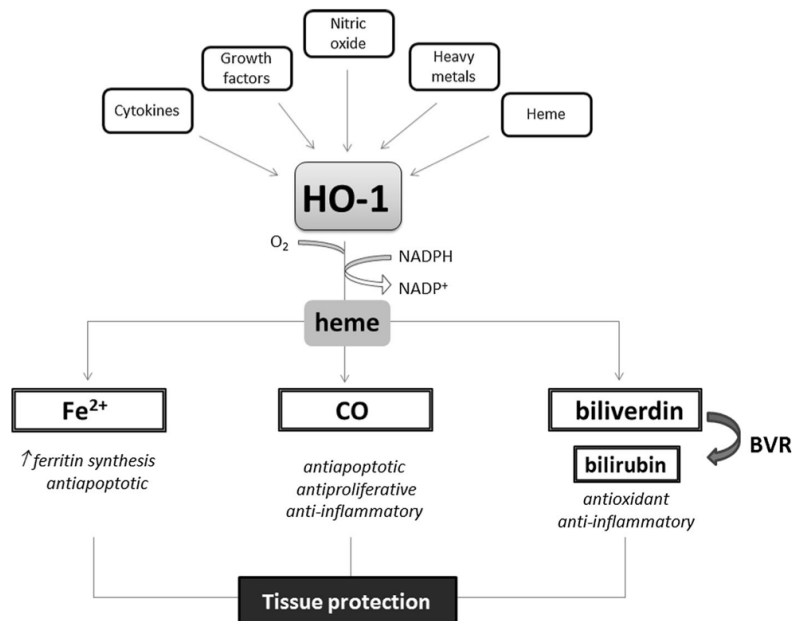 Nitric
oxide
Growth
factors
Heavy
metals
Cytokines
Heme
HO-1
O₂
NADPH
NADP⁺
heme
Fe²⁺
CO
biliverdin
BVR
bilirubin
↑ferritin synthesis
antiapoptotic
antiapoptotic
antiproliferative
anti-inflammatory
antioxidant
anti-inflammatory
Tissue protection